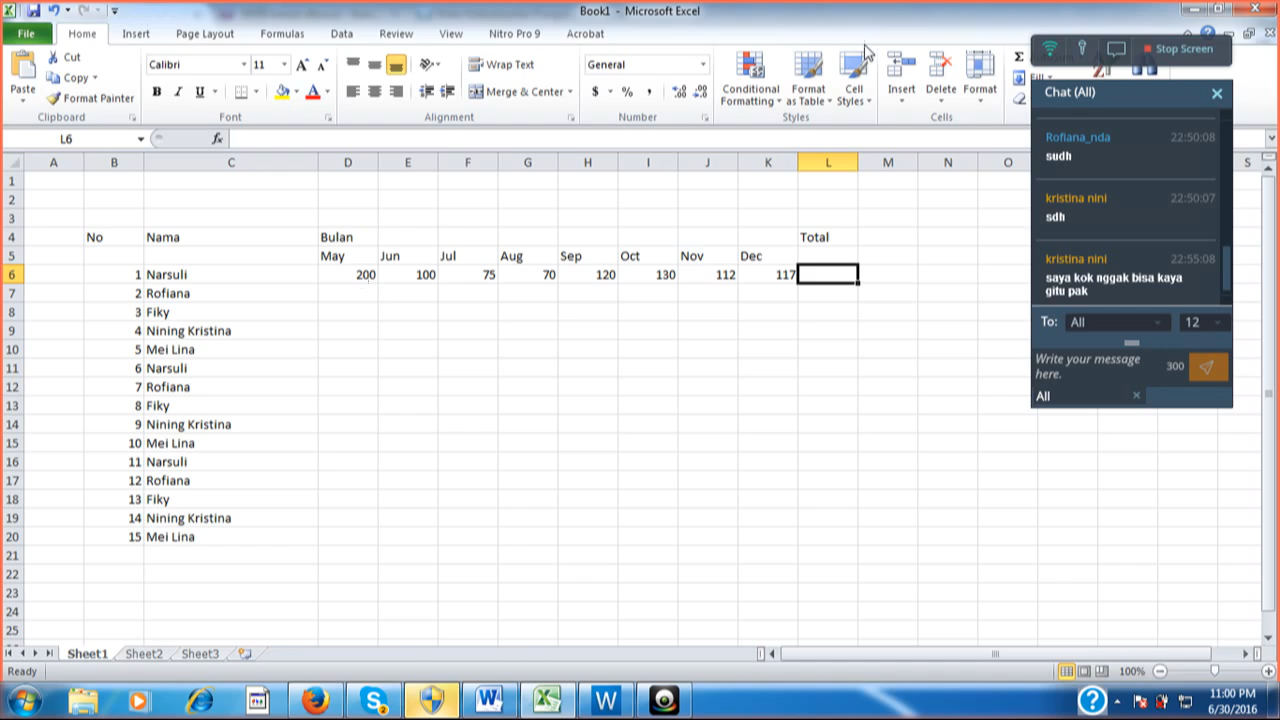 Book1 - Microsoft Excel
File Home Insert Page Layout Formulas Data Review View Nitro Pro 9 Acrobat
Stop Screen
Paste
Cut
Copy
Format Painter
Calibri 11
Wrap Text
Merge & Center
General
Conditional Formatting
Format as Table
Cell Styles
Insert
Delete
Format
Clipboard Font Alignment Number Styles Cells
L6 fx
A B C D E F G H I J K L M N O S
1
2
3
4 No Nama Bulan Total
5 May Jun Jul Aug Sep Oct Nov Dec
6 1 Narsuli 200 100 75 70 120 130 112 117
7 2 Rofiana
8 3 Fiky
9 4 Nining Kristina
10 5 Mei Lina
11 6 Narsuli
12 7 Rofiana
13 8 Fiky
14 9 Nining Kristina
15 10 Mei Lina
16 11 Narsuli
17 12 Rofiana
18 13 Fiky
19 14 Nining Kristina
20 15 Mei Lina
21
22
23
24
25
Chat (All)
Rofiana_nda 22:50:08
sudh
kristina nini 22:50:07
sdh
kristina nini 22:55:08
saya kok nggak bisa kaya
gitu pak
To: All 12
Write your message
here.
300
All
Sheet1 Sheet2 Sheet3
Ready 100%
11:00 PM
6/30/2016